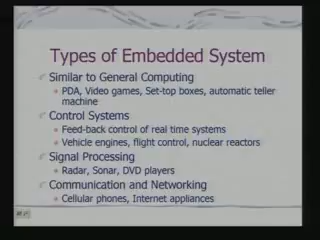 Types of Embedded System
Similar to General Computing
PDA, Video games, Set-top boxes, automatic teller
machine
Control Systems
Feed-back control of real time systems
Vehicle engines, flight control, nuclear reactors
Signal Processing
Radar, Sonar, DVD players
Communication and Networking
Cellular phones, Internet appliances